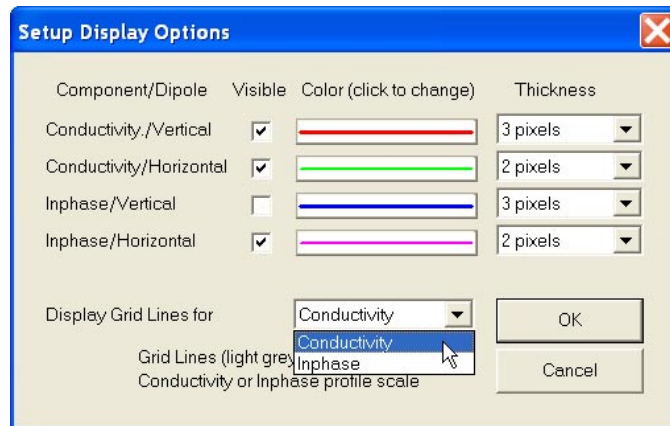 Setup Display Options
Component/Dipole Visible Color (click to change) Thickness
Conductivity./Vertical 3 pixels
Conductivity/Horizontal 2 pixels
Inphase/Vertical 3 pixels
Inphase/Horizontal 2 pixels
Display Grid Lines for Conductivity OK
Conductivity
Grid Lines (light grey Inphase
Conductivity or Inphase profile scale Cancel